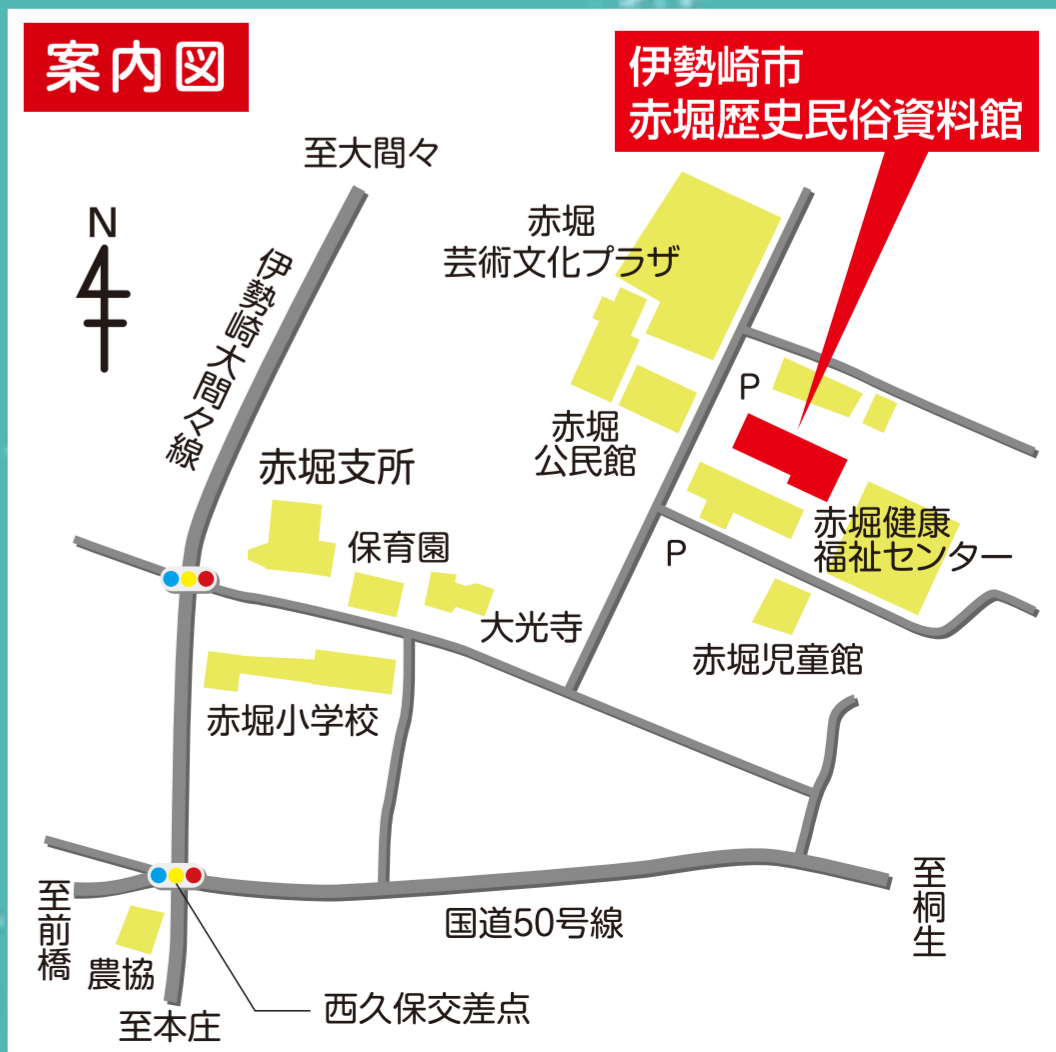 案内図
伊勢崎市
赤堀歴史民俗資料館
至大間々
N
伊勢崎大間々線
赤堀
芸術文化プラザ
P
赤堀
公民館
赤堀支所
保育園
大光寺
赤堀健康
福祉センター
P
赤堀児童館
赤堀小学校
至前橋
農協
至本庄
国道50号線
至桐生
西久保交差点